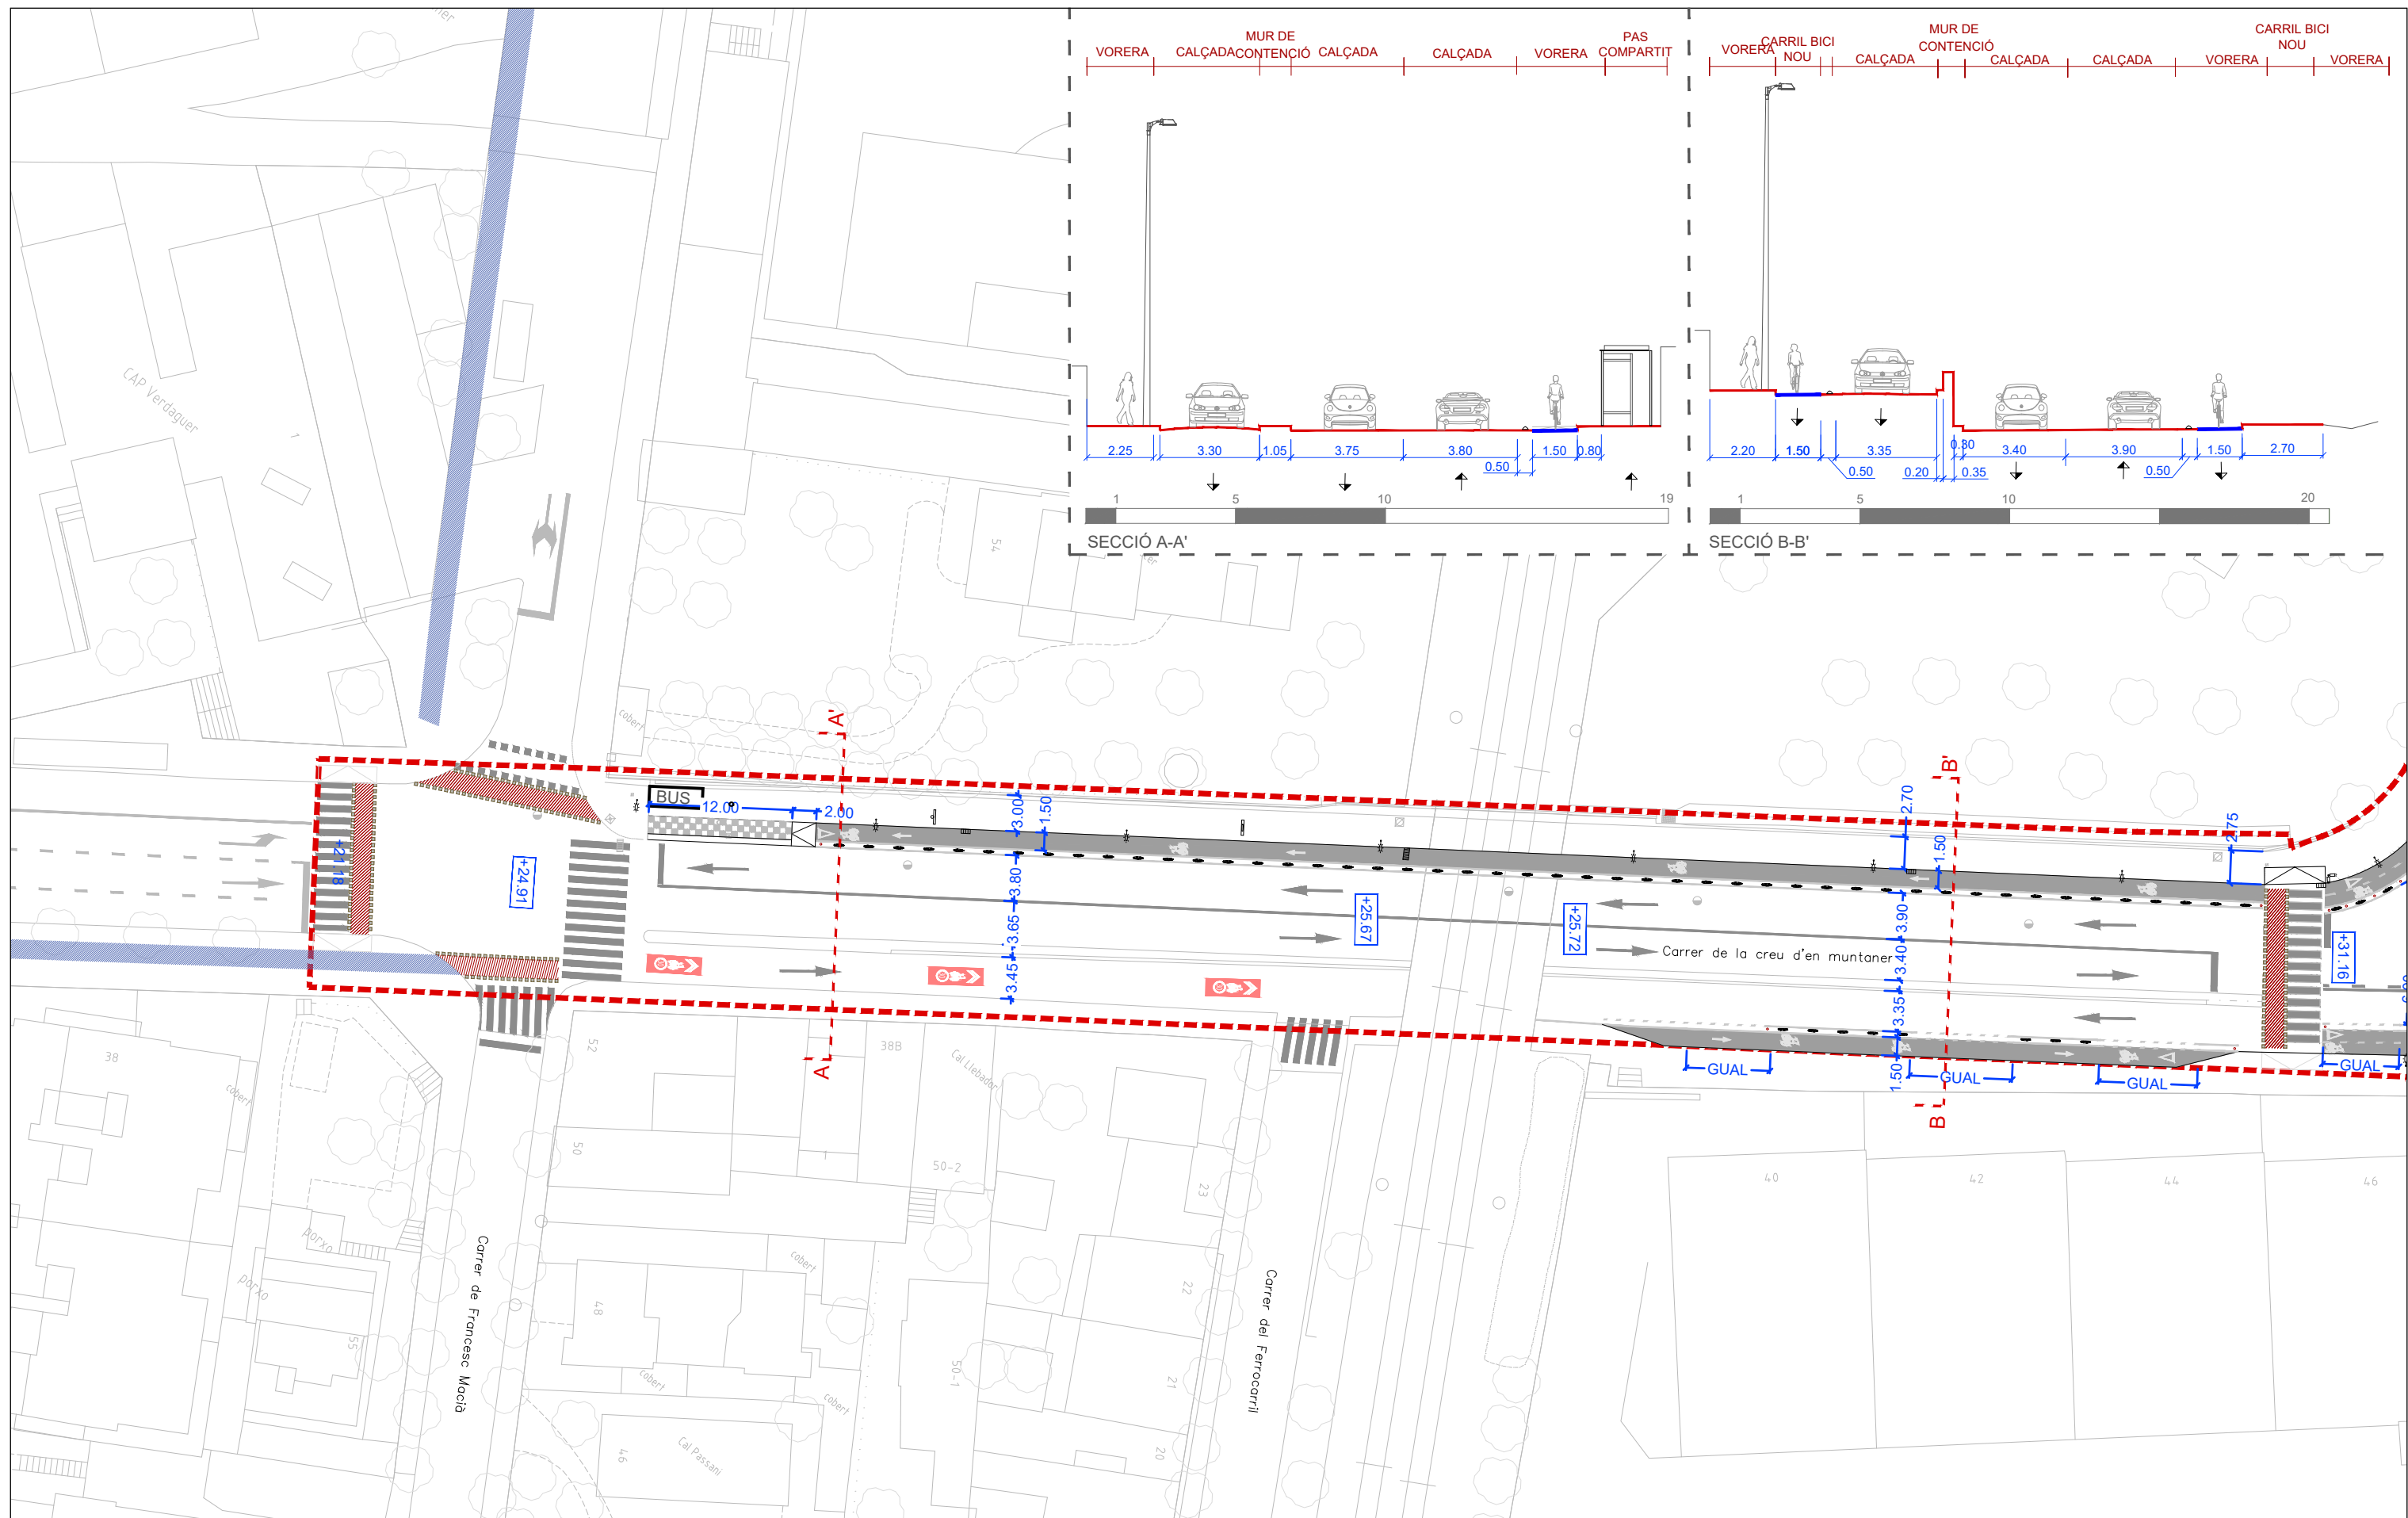 VORERA
CALÇADA
MUR DE
CONTENCIÓ
CALÇADA
CALÇADA
VORERA
PAS
COMPARTIT
2.25
3.30
1.05
3.75
3.80
0.50
1.50
0.80
1
5
10
19
SECCIÓ A-A'
VORERA
CARRIL BICI
NOU
CALÇADA
MUR DE
CONTENCIÓ
CALÇADA
CALÇADA
VORERA
CARRIL BICI
NOU
VORERA
2.20
1.50
0.50
3.35
0.20
0.30
0.35
3.40
3.90
0.50
1.50
2.70
1
5
10
20
SECCIÓ B-B'
CAP Verdaguer
1
54
cobert
A'
B'
BUS
12.00
2.00
3.00
1.50
2.70
1.50
2.75
+21.18
+24.91
3.80
3.65
3.45
+25.67
+25.72
3.90
3.40
3.35
1.50
Carrer de la creu d'en muntaner
+31.16
GUAL
GUAL
GUAL
GUAL
A
B
38
cobert
52
38B
Cal Llebador
50
1
50-2
23
40
42
44
46
porxo
porxo
55
Carrer de Francesc Macià
48
cobert
cobert
cobert
50-1
22
21
20
Carrer del Ferrocarril
46
Cal Passani